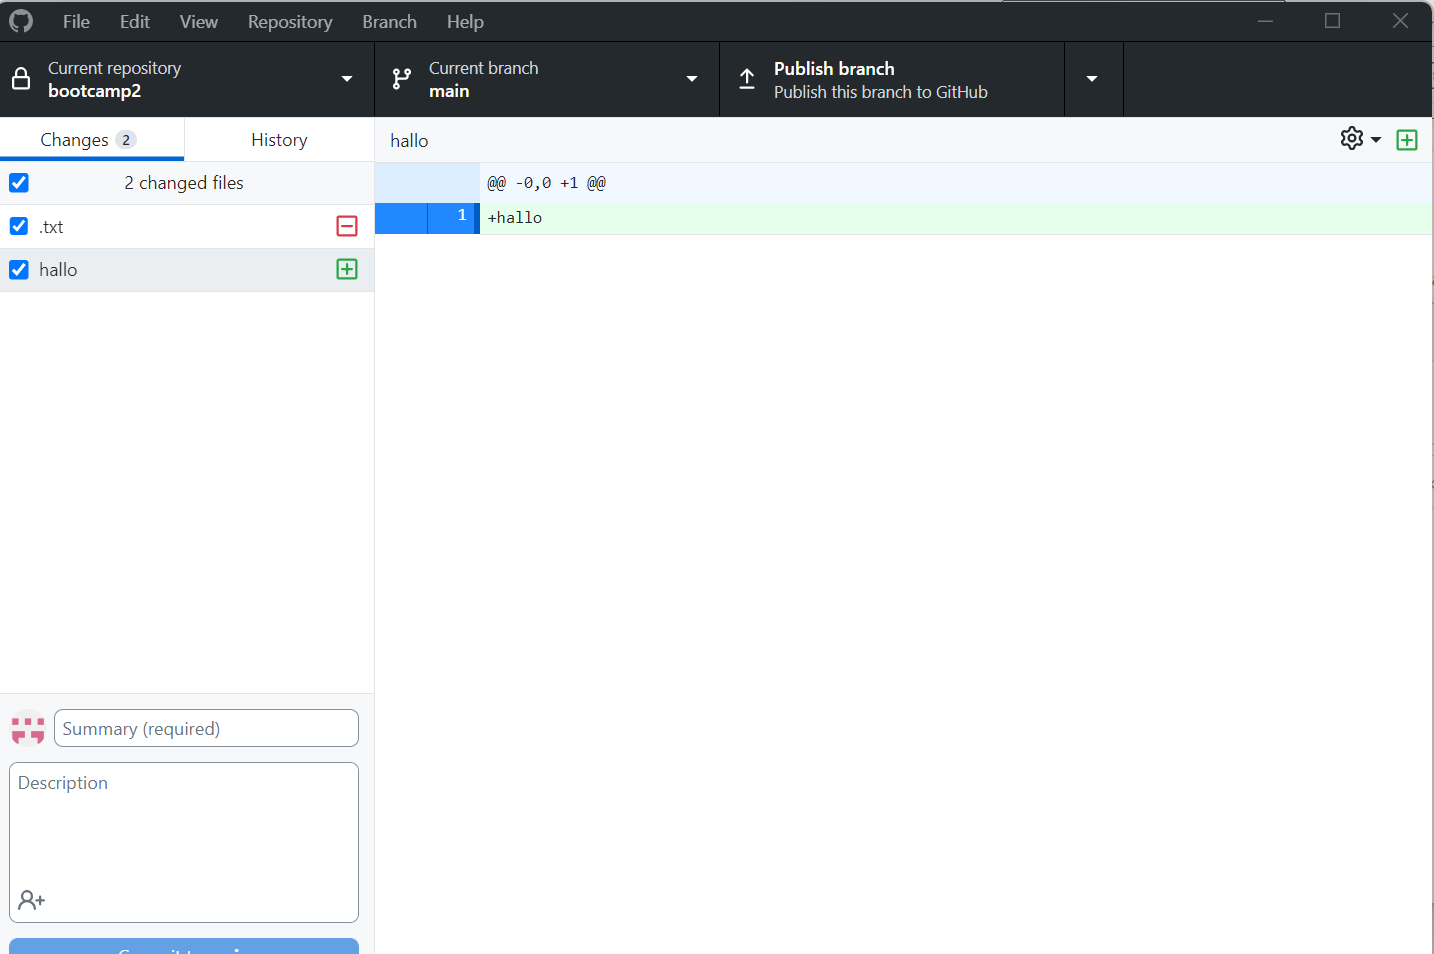 File Edit View Repository Branch Help
Current repository
bootcamp2
Current branch
main
Publish branch
Publish this branch to GitHub
Changes 2
History
hallo
2 changed files
@@ -0,0 +1 @@
.txt
1 +hallo
hallo
Summary (required)
Description